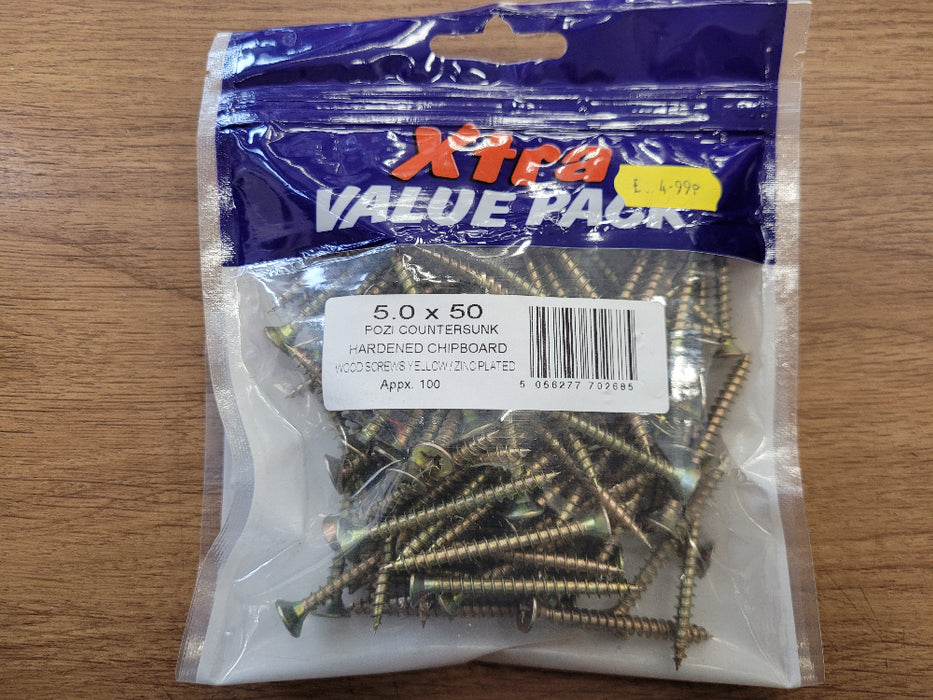 Xtra
VALUE PACK
£ 4-99P
5.0 x 50
POZI COUNTERSUNK
HARDENED CHIPBOARD
WOOD SCREWS YELLOW / ZINC PLATED
Appx. 100
5 056277 702685